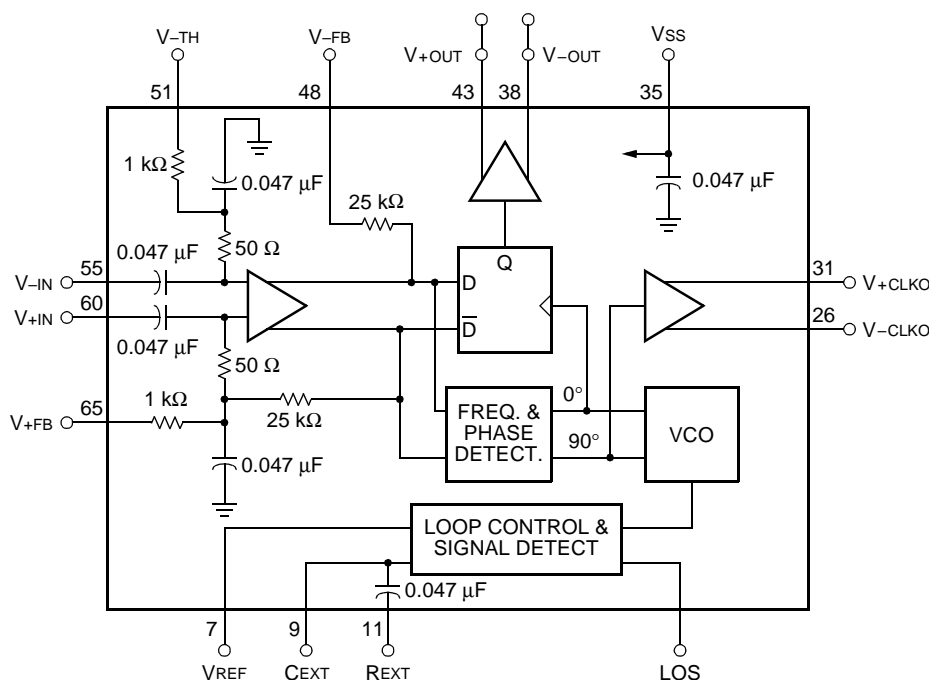 V–TH
V–FB
V+OUT
V–OUT
VSS
51
48
43
38
35
1 kΩ
0.047 μF
0.047 μF
25 kΩ
0.047 μF
50 Ω
Q
V–IN
55
D
31
V+CLKO
V+IN
60
D
26
V–CLKO
0.047 μF
50 Ω
0°
65
1 kΩ
V+FB
25 kΩ
FREQ. &
PHASE
DETECT.
90°
VCO
0.047 μF
LOOP CONTROL &
SIGNAL DETECT
0.047 μF
7
9
11
VREF
CEXT
REXT
LOS